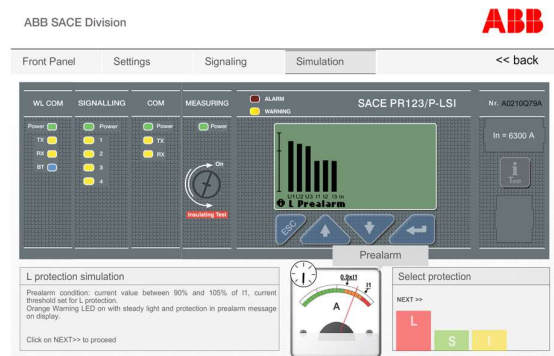 ABB SACE Division
ABB
Front Panel
Settings
Signaling
Simulation
<< back
WL COM
SIGNALLING
COM
MEASURING
ALARM
WARNING
SACE PR123/P-LSI
Nr. A0210Q79A
Power
Power
Power
Power
TX
1
TX
RX
2
RX
BT
3
4
On
Insulating Test
U1 U2 U3 I1 I2 I3 In
L Prealarm
In = 6300 A
Test
ESC
Prealarm
L protection simulation
Prealarm condition: current value between 90% and 105% of I1, current
threshold set for L protection.
Orange Warning LED on with steady light and protection in prealarm message
on display.
Click on NEXT>> to proceed
0.9xI1
I1
A
Select protection
NEXT >>
L
S
I